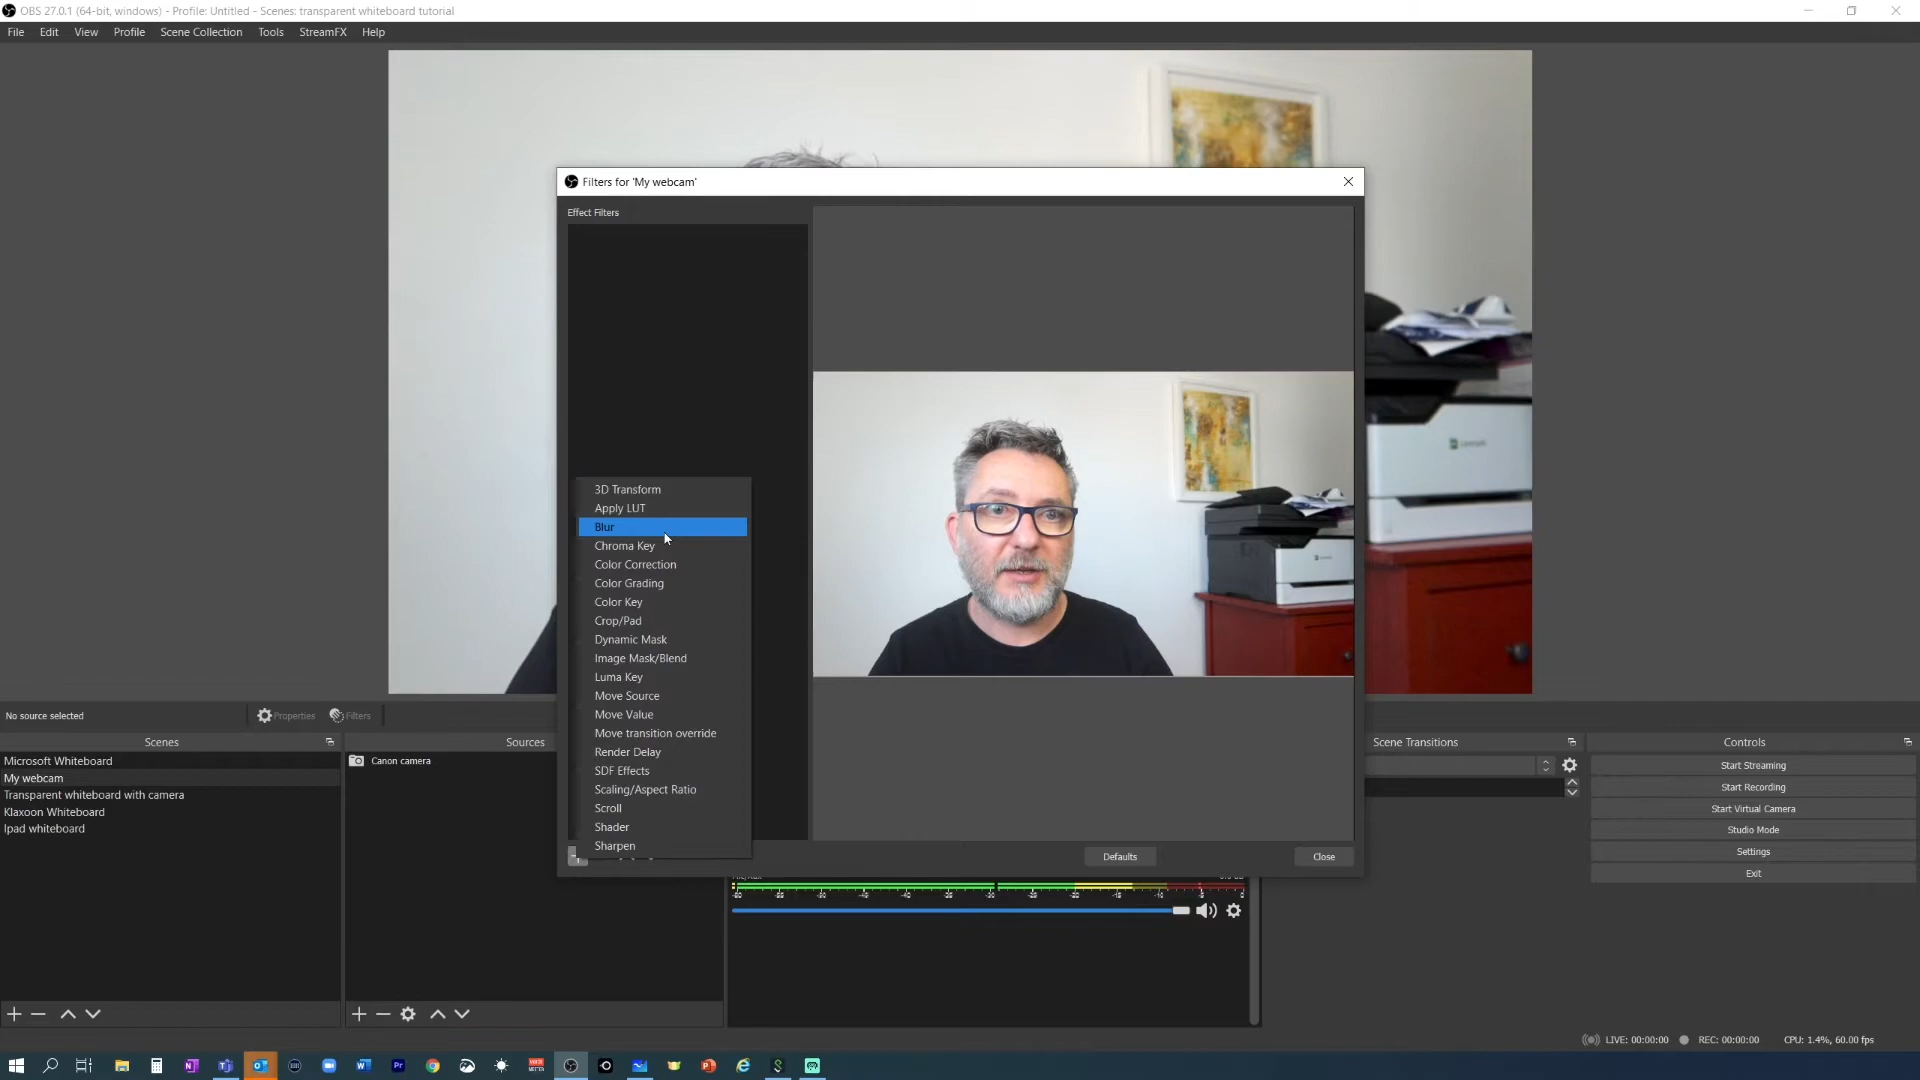 OBS 27.0.1 (64-bit, windows) - Profile: Untitled - Scenes: transparent whiteboard tutorial
File Edit View Profile Scene Collection Tools StreamFX Help
Filters for 'My webcam'
Effect Filters
3D Transform
Apply LUT
Blur
Chroma Key
Color Correction
Color Grading
Color Key
Crop/Pad
Dynamic Mask
Image Mask/Blend
Luma Key
Move Source
Move Value
Move transition override
Render Delay
SDF Effects
Scaling/Aspect Ratio
Scroll
Shader
Sharpen
Defaults Close
No source selected Properties Filters
Scenes Sources Scene Transitions Controls
Microsoft Whiteboard
My webcam
Transparent whiteboard with camera
Klaxoon Whiteboard
Ipad whiteboard
Canon camera
Start Streaming
Start Recording
Start Virtual Camera
Studio Mode
Settings
Exit
LIVE: 00:00:00 REC: 00:00:00 CPU: 1.4%, 60.00 fps